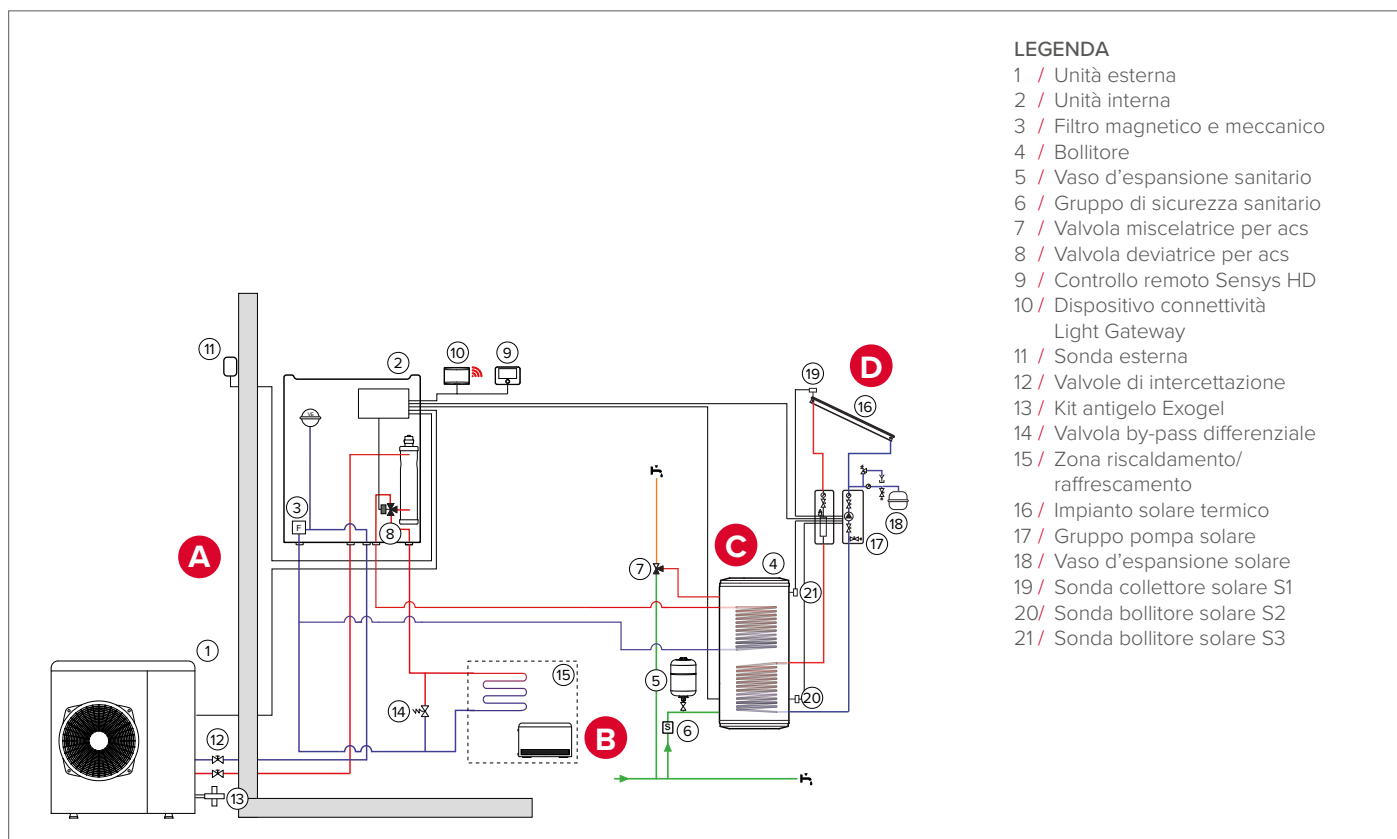 LEGENDA
1 / Unità esterna
2 / Unità interna
3 / Filtro magnetico e meccanico
4 / Bollitore
5 / Vaso d'espansione sanitario
6 / Gruppo di sicurezza sanitario
7 / Valvola miscelatrice per acs
8 / Valvola deviatrice per acs
9 / Controllo remoto Sensys HD
10 / Dispositivo connettività
Light Gateway
11 / Sonda esterna
12 / Valvole di intercettazione
13 / Kit antigelo Exogel
14 / Valvola by-pass differenziale
15 / Zona riscaldamento/
raffrescamento
16 / Impianto solare termico
17 / Gruppo pompa solare
18 / Vaso d'espansione solare
19 / Sonda collettore solare S1
20/ Sonda bollitore solare S2
21 / Sonda bollitore solare S3
11
2
10
9
19
D
16
VE
3
F
8
18
17
A
7
C
4
21
1
15
5
20
14
B
S
6
12
13